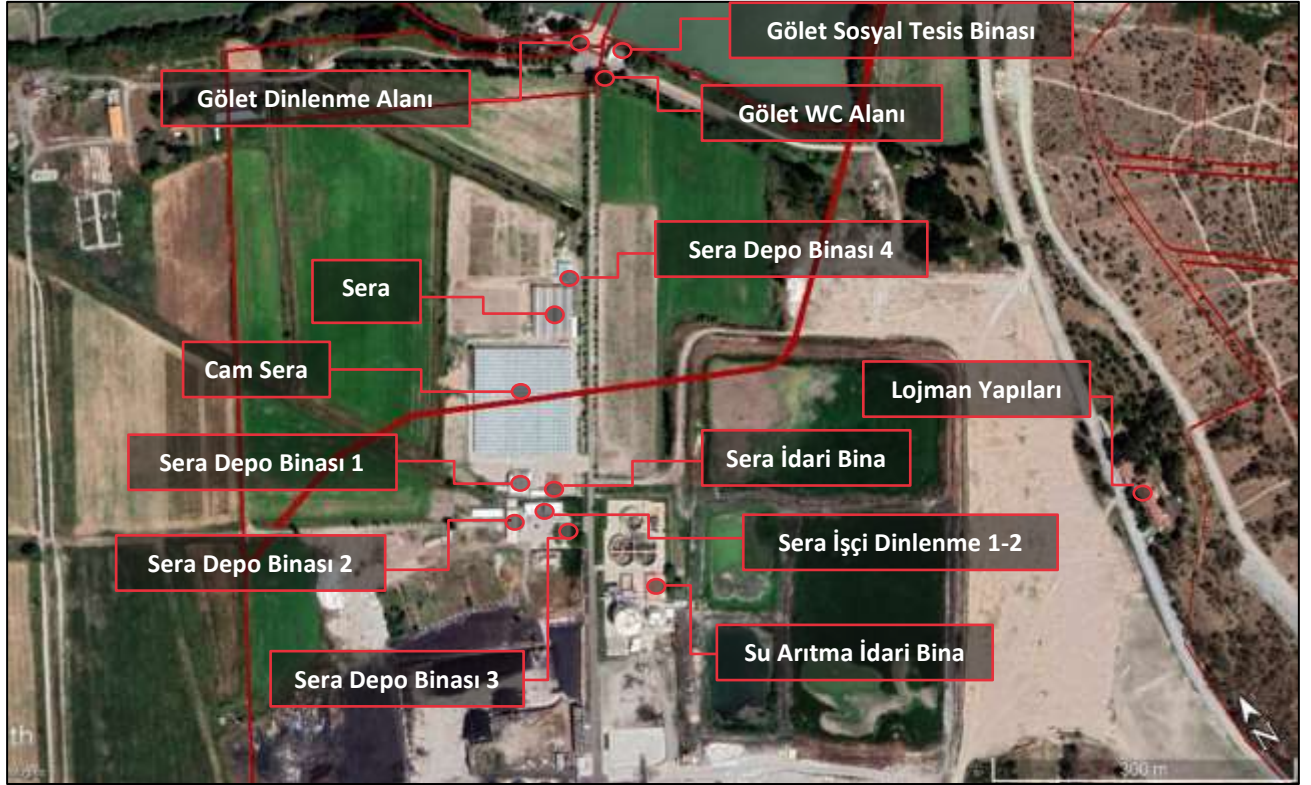 Gölet Sosyal Tesis Binası
Gölet Dinlenme Alanı
Gölet WC Alanı
Sera Depo Binası 4
Sera
Cam Sera
Lojman Yapıları
Sera Depo Binası 1
Sera İdari Bina
Sera Depo Binası 2
Sera İşçi Dinlenme 1-2
Su Arıtma İdari Bina
Sera Depo Binası 3
N
th
300 m